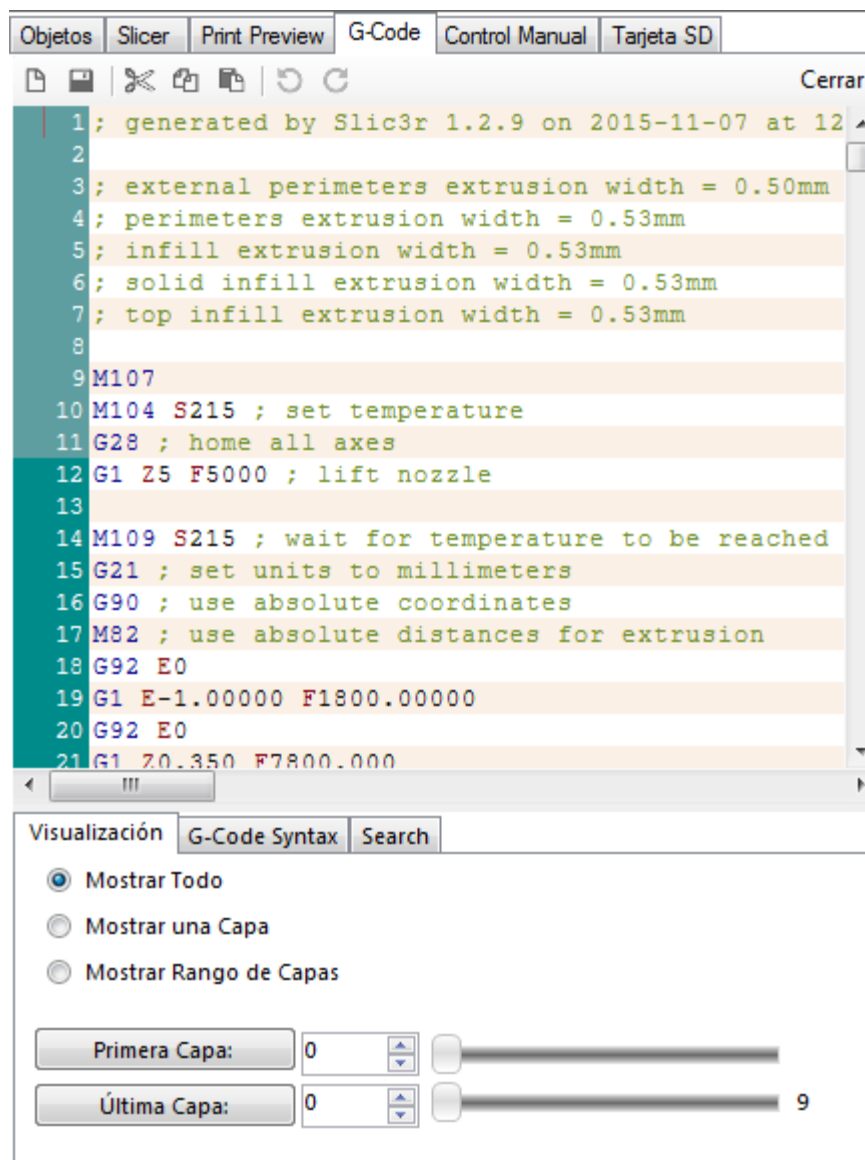 Objetos Slicer Print Preview G-Code Control Manual Tarjeta SD
Cerrar
1 ; generated by Slic3r 1.2.9 on 2015-11-07 at 12
2
3 ; external perimeters extrusion width = 0.50mm
4 ; perimeters extrusion width = 0.53mm
5 ; infill extrusion width = 0.53mm
6 ; solid infill extrusion width = 0.53mm
7 ; top infill extrusion width = 0.53mm
8
9 M107
10 M104 S215 ; set temperature
11 G28 ; home all axes
12 G1 Z5 F5000 ; lift nozzle
13
14 M109 S215 ; wait for temperature to be reached
15 G21 ; set units to millimeters
16 G90 ; use absolute coordinates
17 M82 ; use absolute distances for extrusion
18 G92 E0
19 G1 E-1.00000 F1800.00000
20 G92 E0
21 G1 Z0.350 F7800.000
Visualización G-Code Syntax Search
Mostrar Todo
Mostrar una Capa
Mostrar Rango de Capas
Primera Capa: 0
Última Capa: 0 9